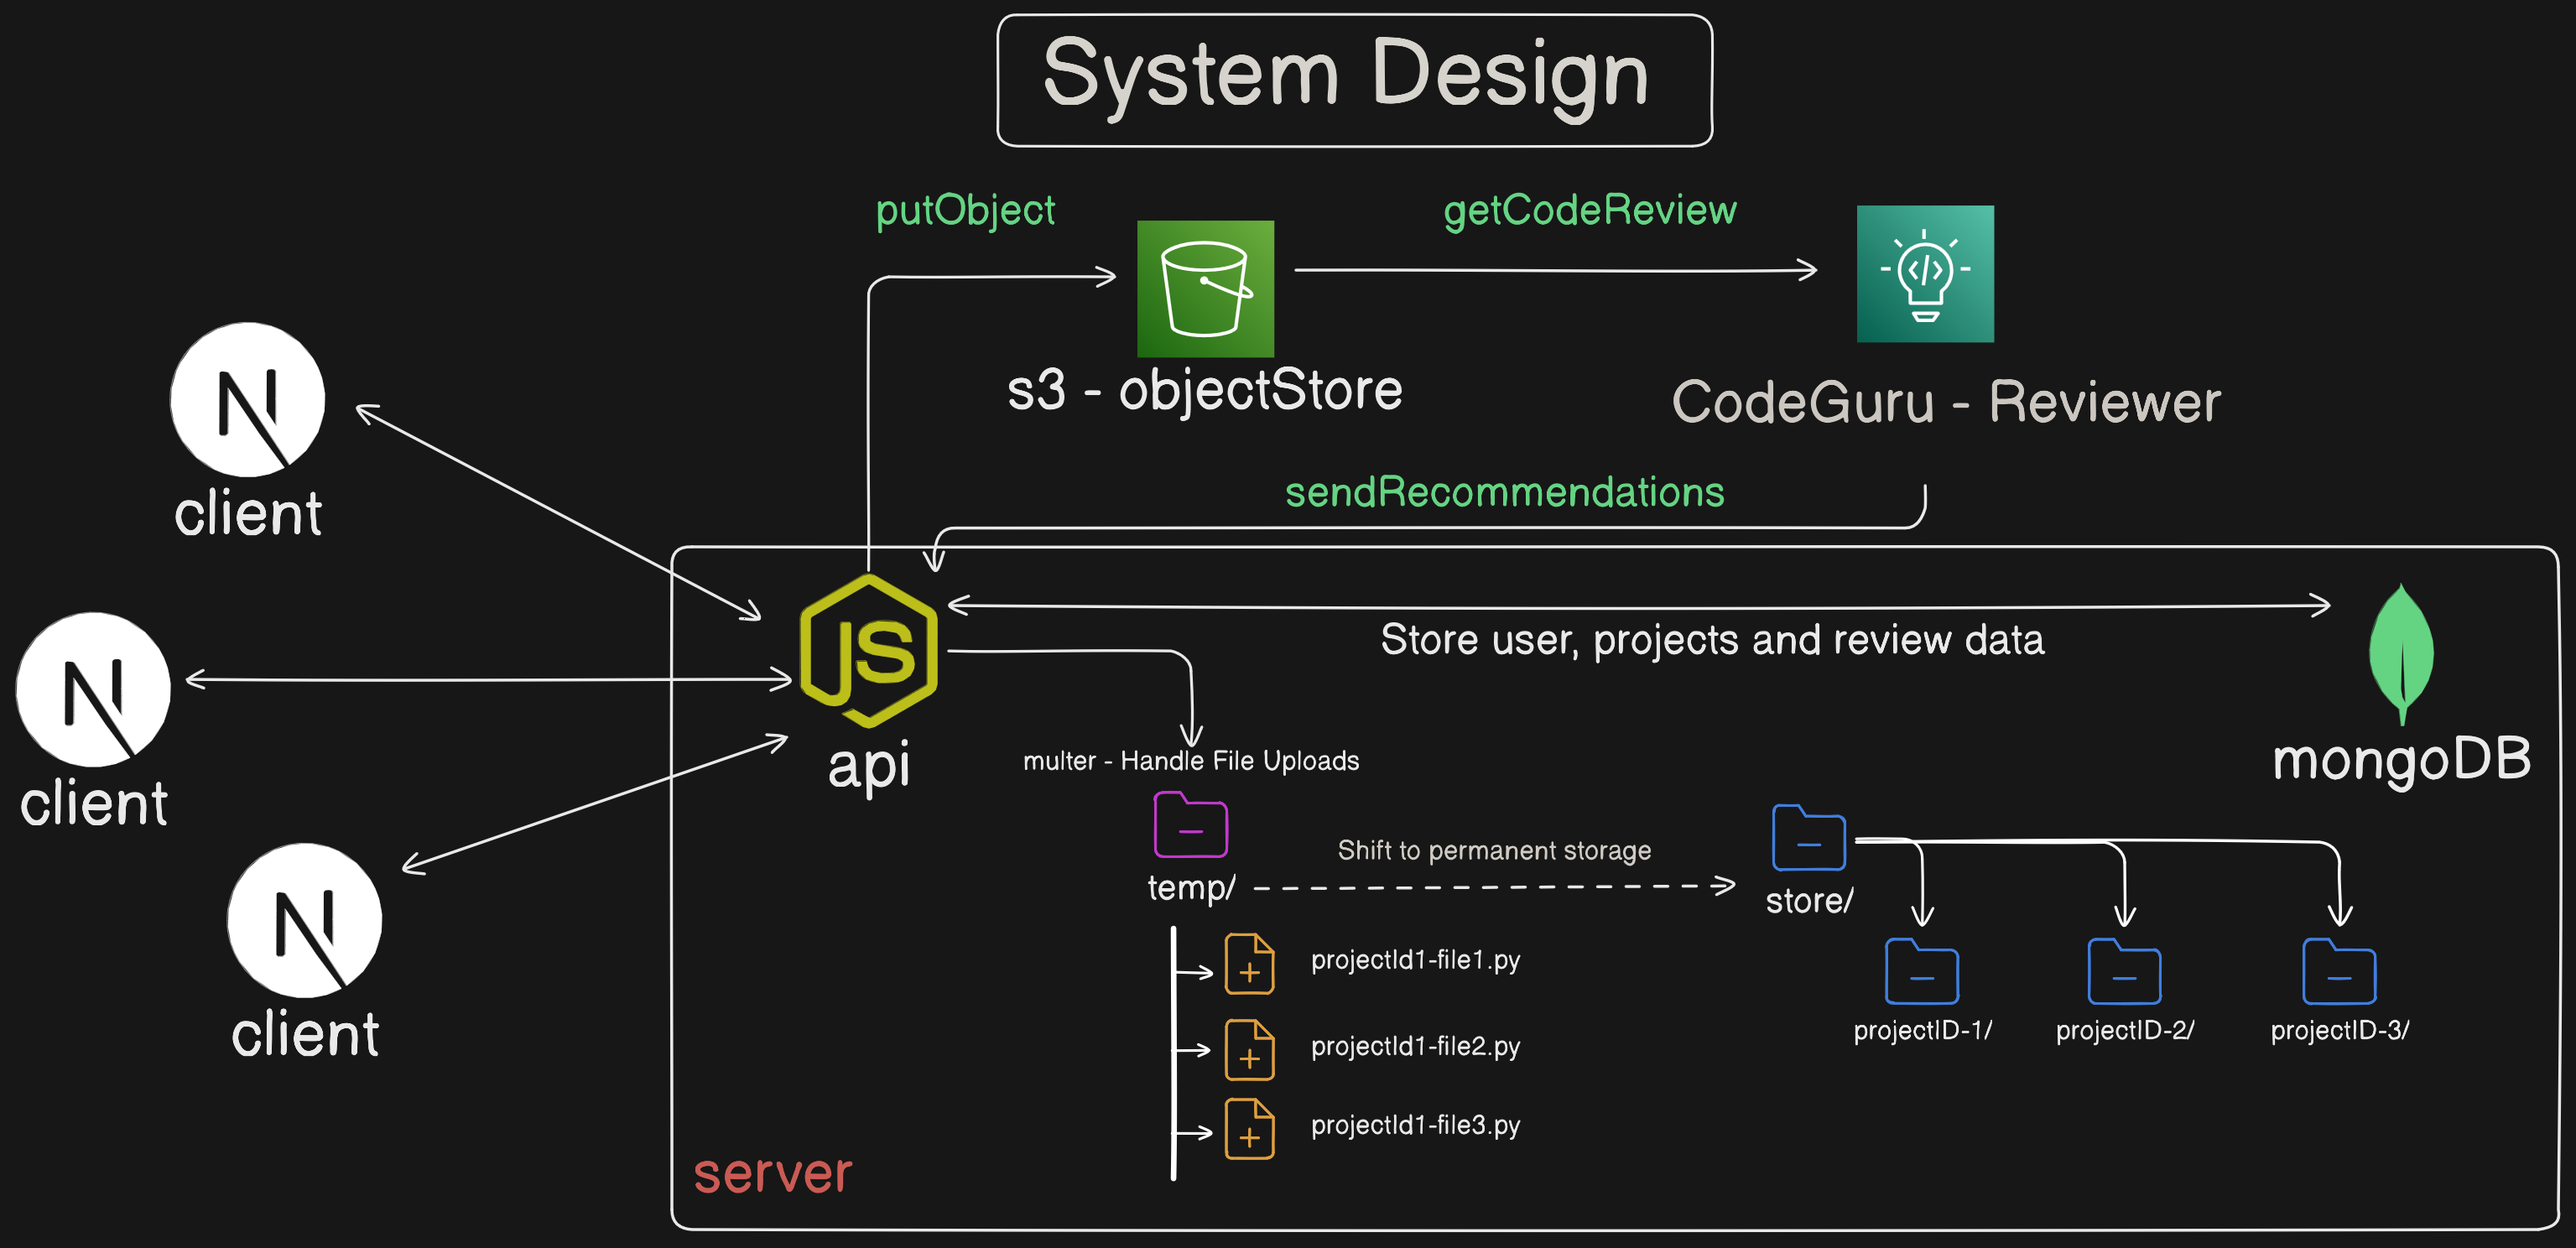 System Design
putObject
getCodeReview
s3 - objectStore
CodeGuru - Reviewer
sendRecommendations
client
client
client
JS
api
Store user, projects and review data
mongoDB
multer - Handle File Uploads
temp/
Shift to permanent storage
store/
projectId1-file1.py
projectId1-file2.py
projectId1-file3.py
projectID-1/
projectID-2/
projectID-3/
server